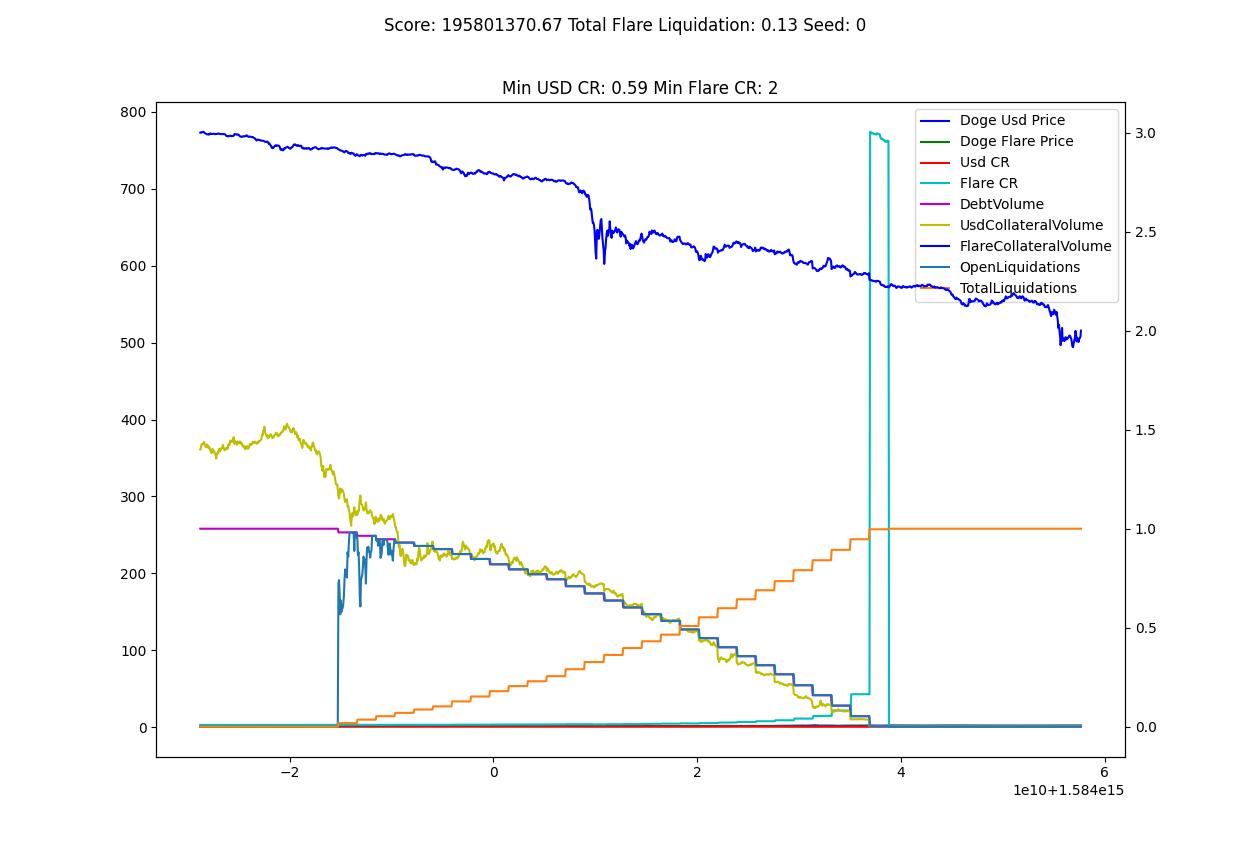 Score: 195801370.67 Total Flare Liquidation: 0.13 Seed: 0
Min USD CR: 0.59 Min Flare CR: 2
800
700
600
500
400
300
200
100
0
3.0
2.5
2.0
1.5
1.0
0.5
0.0
Doge Usd Price
Doge Flare Price
Usd CR
Flare CR
DebtVolume
UsdCollateralVolume
FlareCollateralVolume
OpenLiquidations
TotalLiquidations
−2 0 2 4 6
1e10+1.584e15